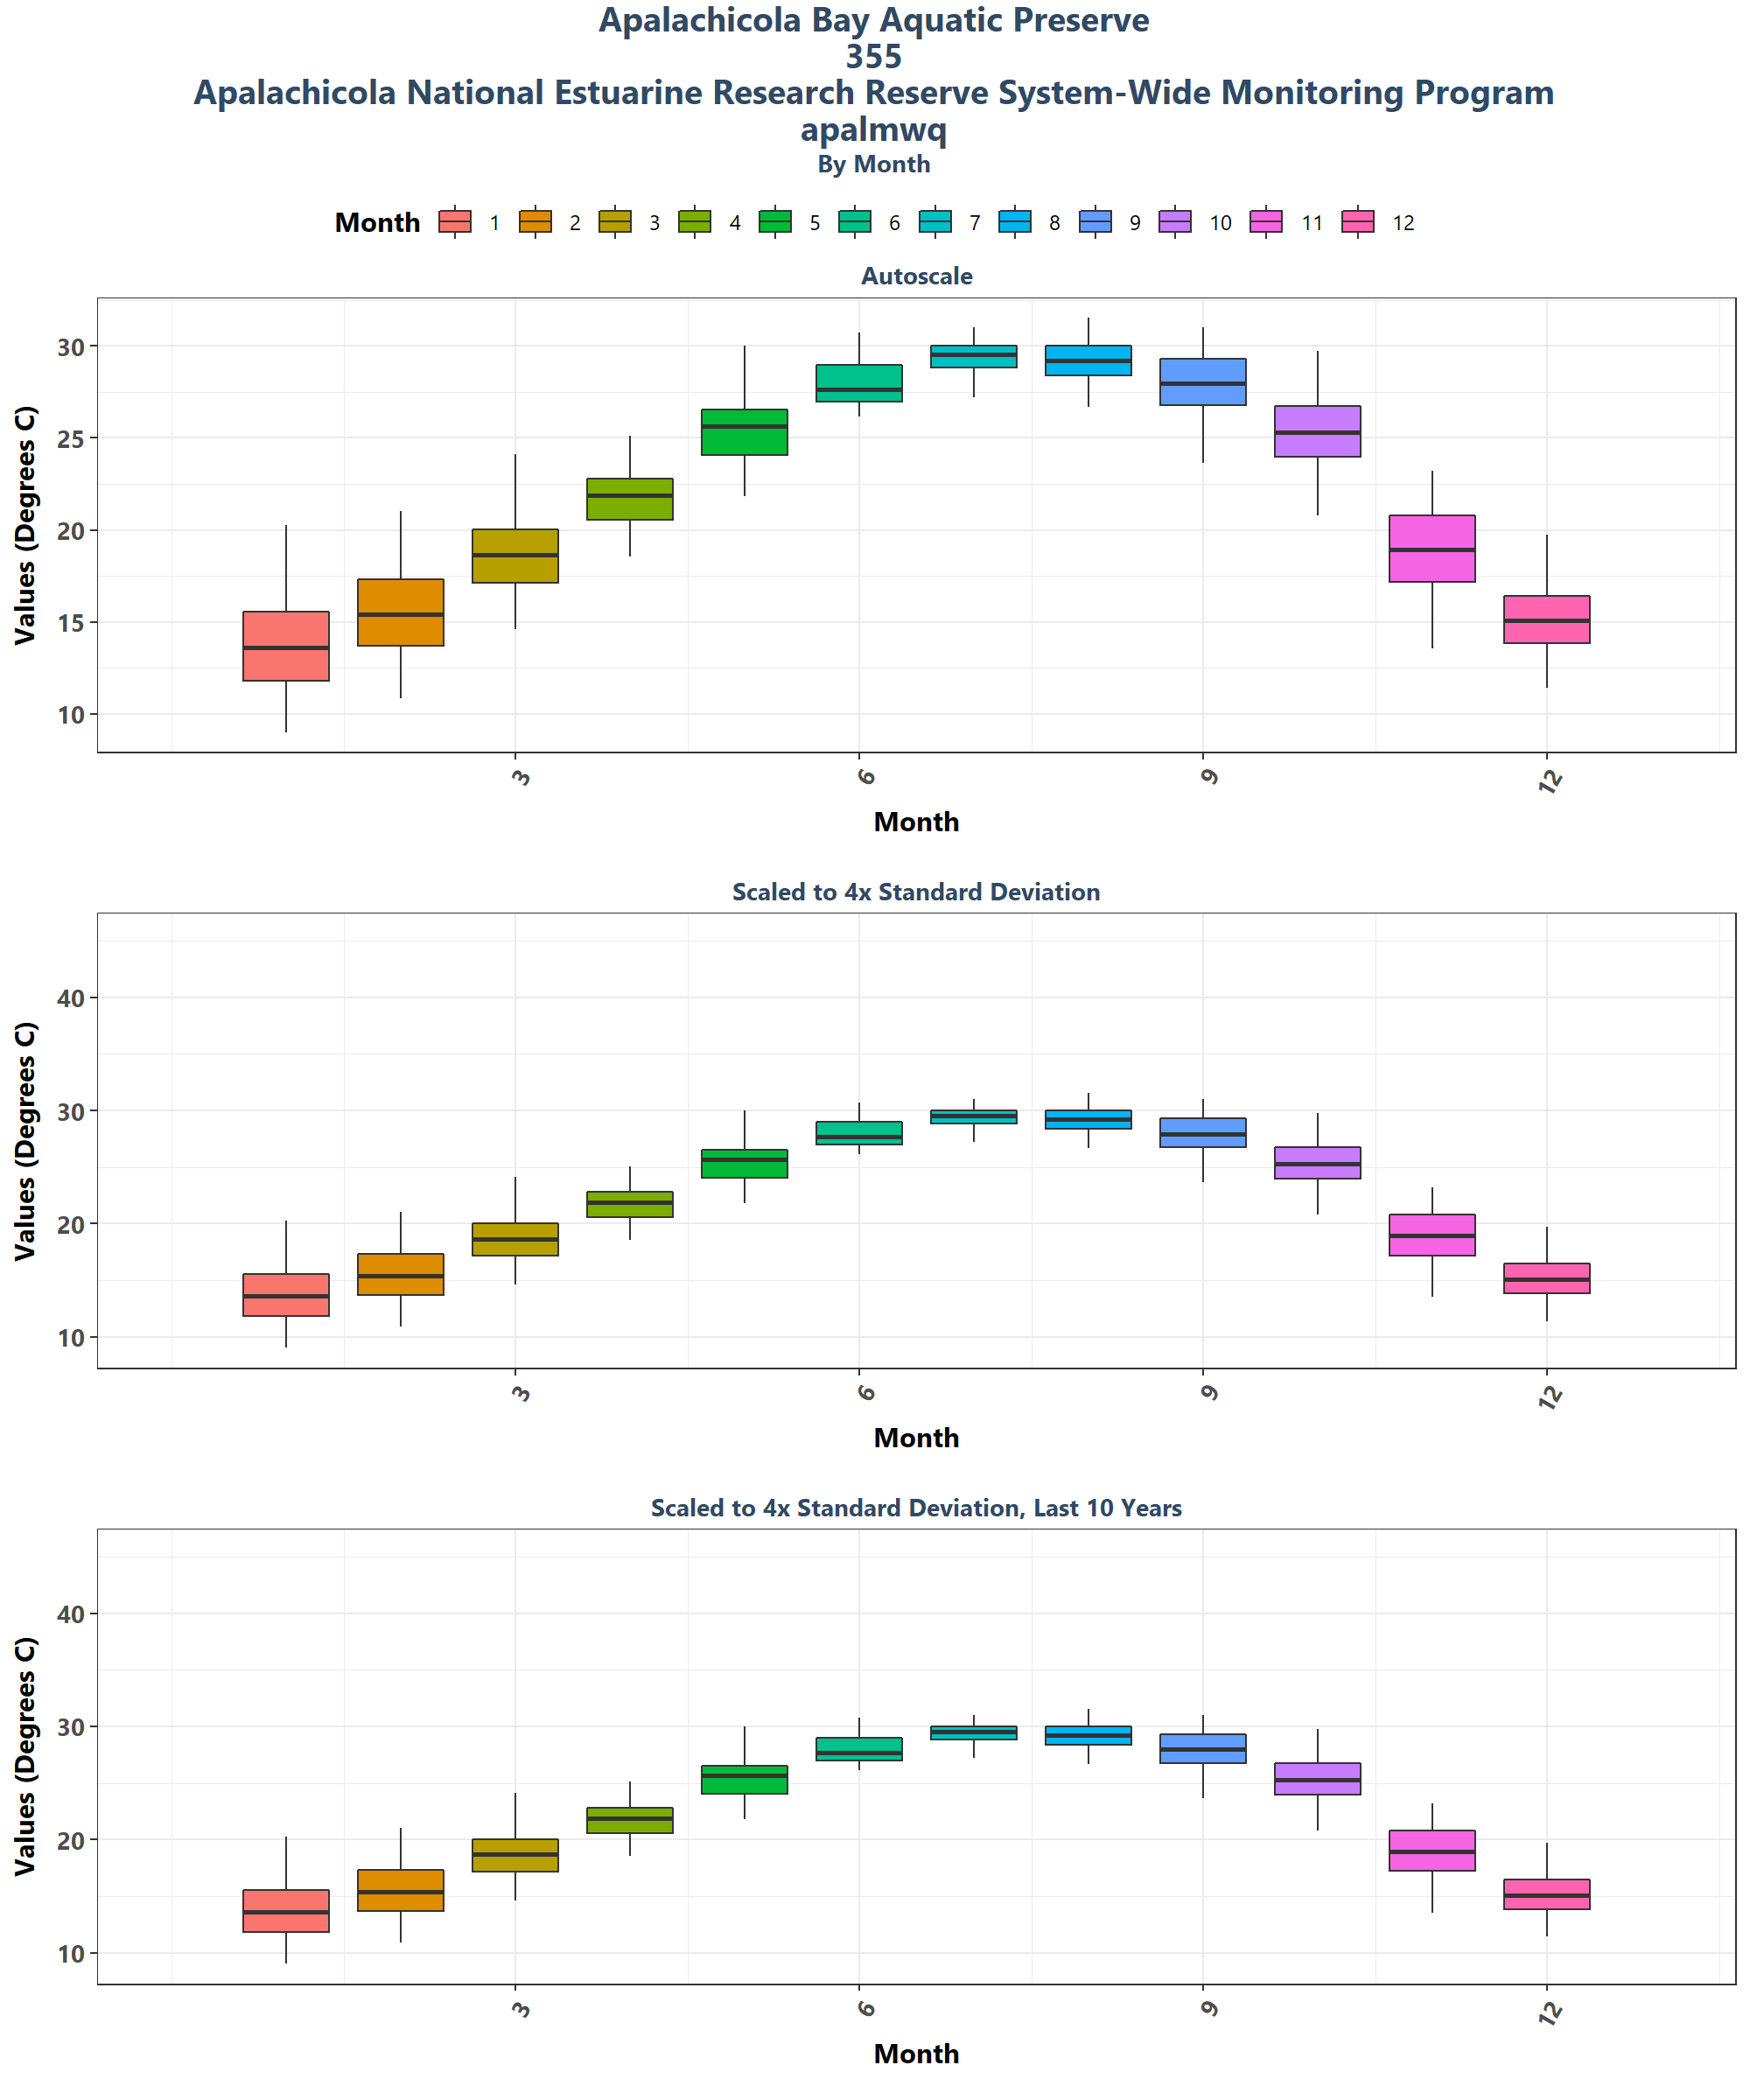 Apalachicola Bay Aquatic Preserve
355
Apalachicola National Estuarine Research Reserve System-Wide Monitoring Program
apalmwq
By Month
Month 1 2 3 4 5 6 7 8 9 10 11 12
Autoscale
Values (Degrees C)
30
25
20
15
10
3 6 9 12
Month
Scaled to 4x Standard Deviation
Values (Degrees C)
40
30
20
10
3 6 9 12
Month
Scaled to 4x Standard Deviation, Last 10 Years
Values (Degrees C)
40
30
20
10
3 6 9 12
Month